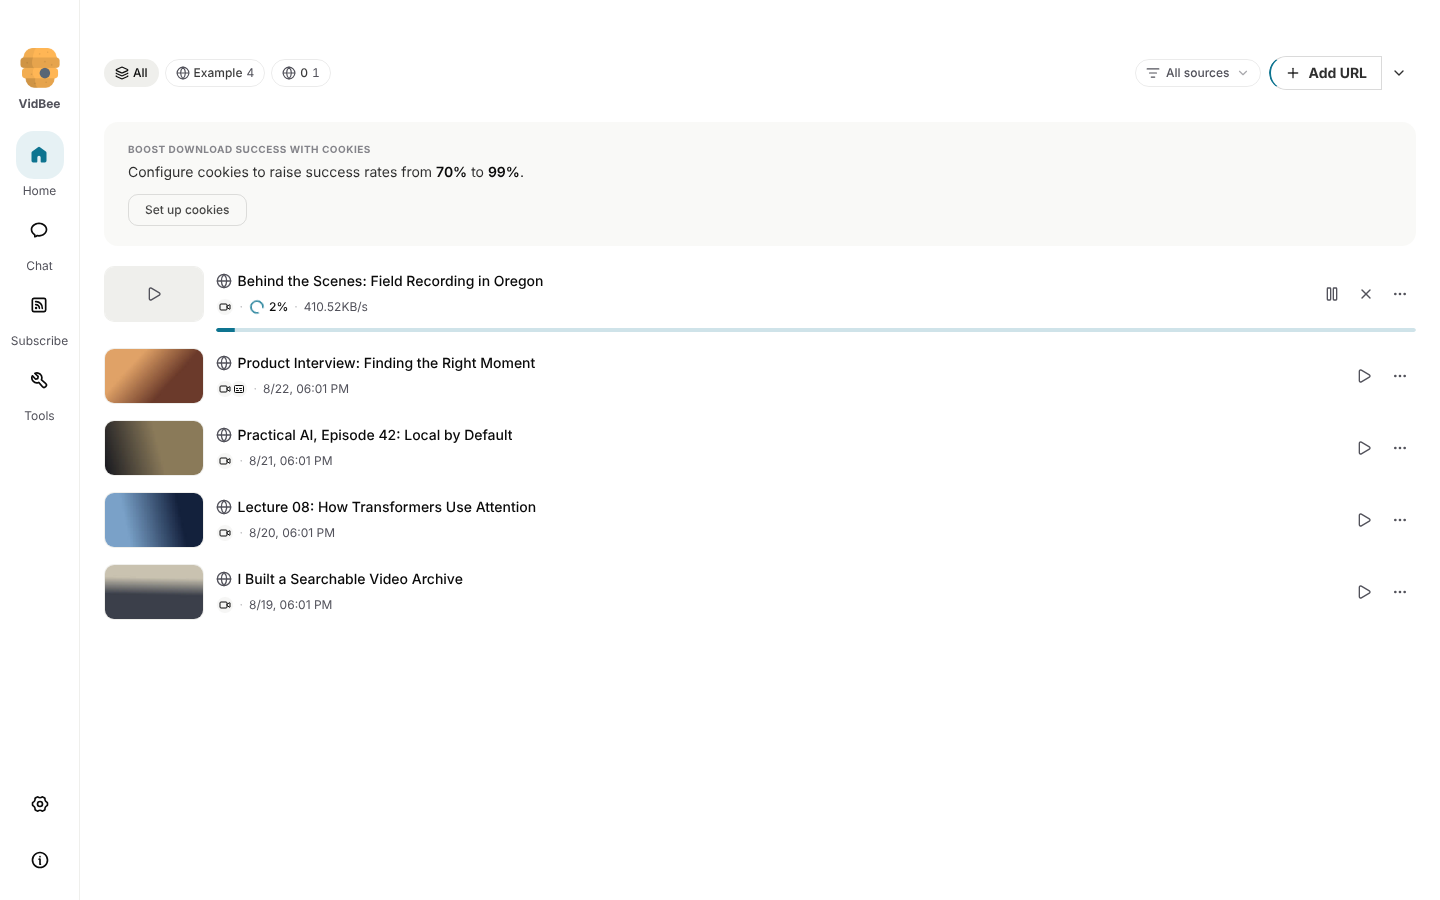 VidBee
Home
Chat
Subscribe
Tools
All
Example 4
0 1
All sources
Add URL
BOOST DOWNLOAD SUCCESS WITH COOKIES
Configure cookies to raise success rates from 70% to 99%.
Set up cookies
Behind the Scenes: Field Recording in Oregon
· 2% · 410.52KB/s
Product Interview: Finding the Right Moment
· 8/22, 06:01 PM
Practical AI, Episode 42: Local by Default
· 8/21, 06:01 PM
Lecture 08: How Transformers Use Attention
· 8/20, 06:01 PM
I Built a Searchable Video Archive
· 8/19, 06:01 PM